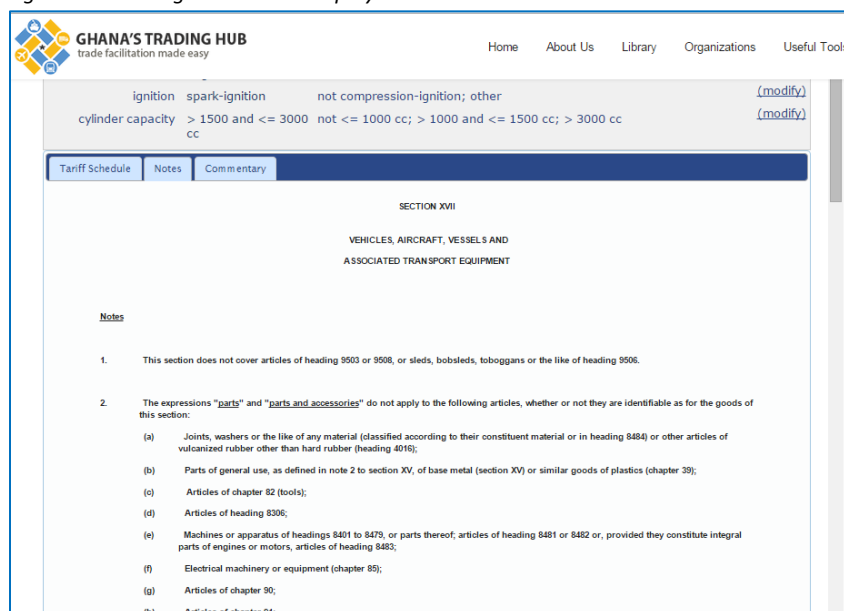 GHANA'S TRADING HUB
trade facilitation made easy
Home About Us Library Organizations Useful Tools
ignition spark-ignition not compression-ignition; other (modify)
cylinder capacity > 1500 and <= 3000 not <= 1000 cc; > 1000 and <= 1500 cc; > 3000 cc (modify)
cc
Tariff Schedule Notes Commentary
SECTION XVII
VEHICLES, AIRCRAFT, VESSELS AND
ASSOCIATED TRANSPORT EQUIPMENT
Notes
1. This section does not cover articles of heading 9503 or 9508, or sleds, bobsleds, toboggans or the like of heading 9506.
2. The expressions "parts" and "parts and accessories" do not apply to the following articles, whether or not they are identifiable as for the goods of
this section:
(a) Joints, washers or the like of any material (classified according to their constituent material or in heading 8484) or other articles of
vulcanized rubber other than hard rubber (heading 4016);
(b) Parts of general use, as defined in note 2 to section XV, of base metal (section XV) or similar goods of plastics (chapter 39);
(c) Articles of chapter 82 (tools);
(d) Articles of heading 8306;
(e) Machines or apparatus of headings 8401 to 8479, or parts thereof; articles of heading 8481 or 8482 or, provided they constitute integral
parts of engines or motors, articles of heading 8483;
(f) Electrical machinery or equipment (chapter 85);
(g) Articles of chapter 90;